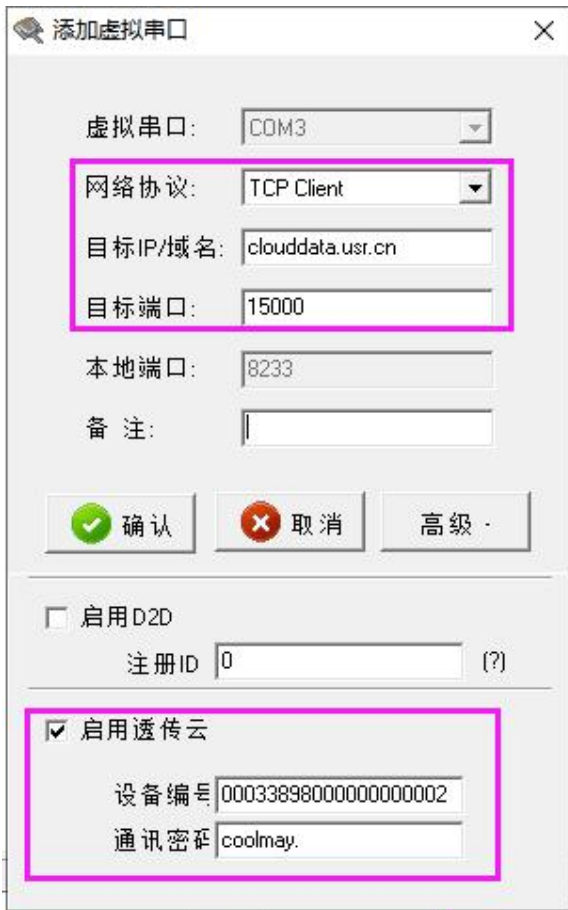 添加虚拟串口
虚拟串口: COM3
网络协议: TCP Client
目标IP/域名: clouddata.usr.cn
目标端口: 15000
本地端口: 8233
备 注:
确认 取消 高级 -
启用D2D
注册ID 0 (?)
启用透传云
设备编号 00033898000000000002
通讯密码 coolmay.